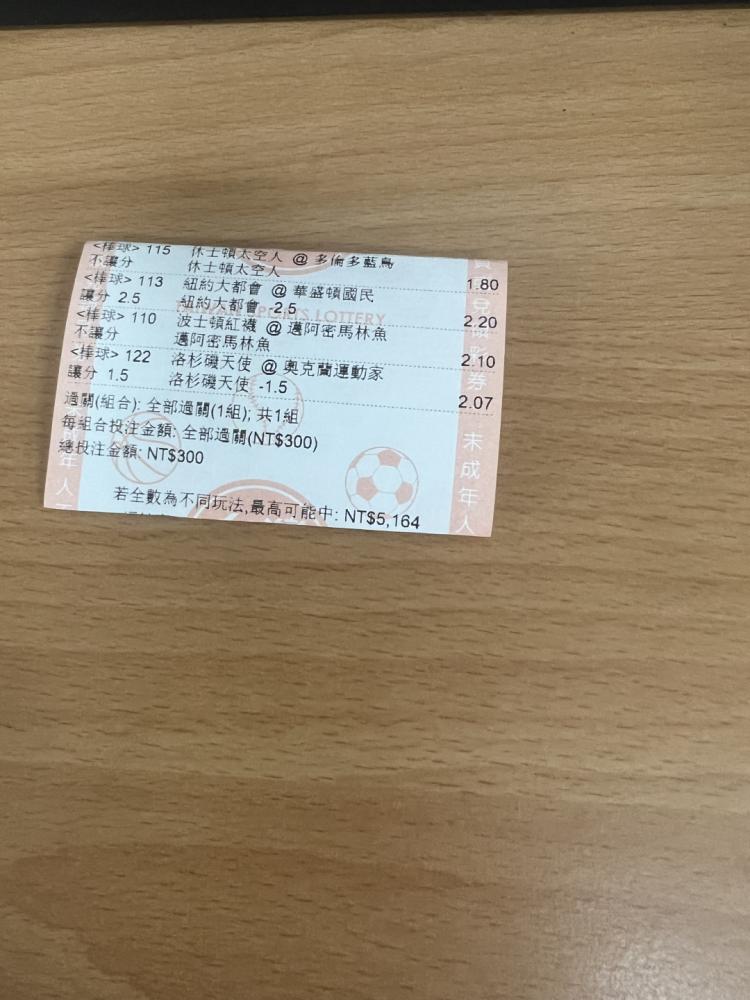 <棒球> 115 休士頓太空人 @ 多倫多藍鳥
不讓分 休士頓太空人 1.80
<棒球> 113 紐約大都會 @ 華盛頓國民
讓分 2.5 紐約大都會 -2.5 2.20
<棒球> 110 波士頓紅襪 @ 邁阿密馬林魚
不讓分 邁阿密馬林魚 2.10
<棒球> 122 洛杉磯天使 @ 奧克蘭運動家
讓分 1.5 洛杉磯天使 -1.5 2.07
過關(組合): 全部過關(1組); 共1組
每組合投注金額: 全部過關(NT$300)
總投注金額: NT$300
若全數為不同玩法,最高可能中: NT$5,164
SPORTS LOTTERY
券
未成年人
年人